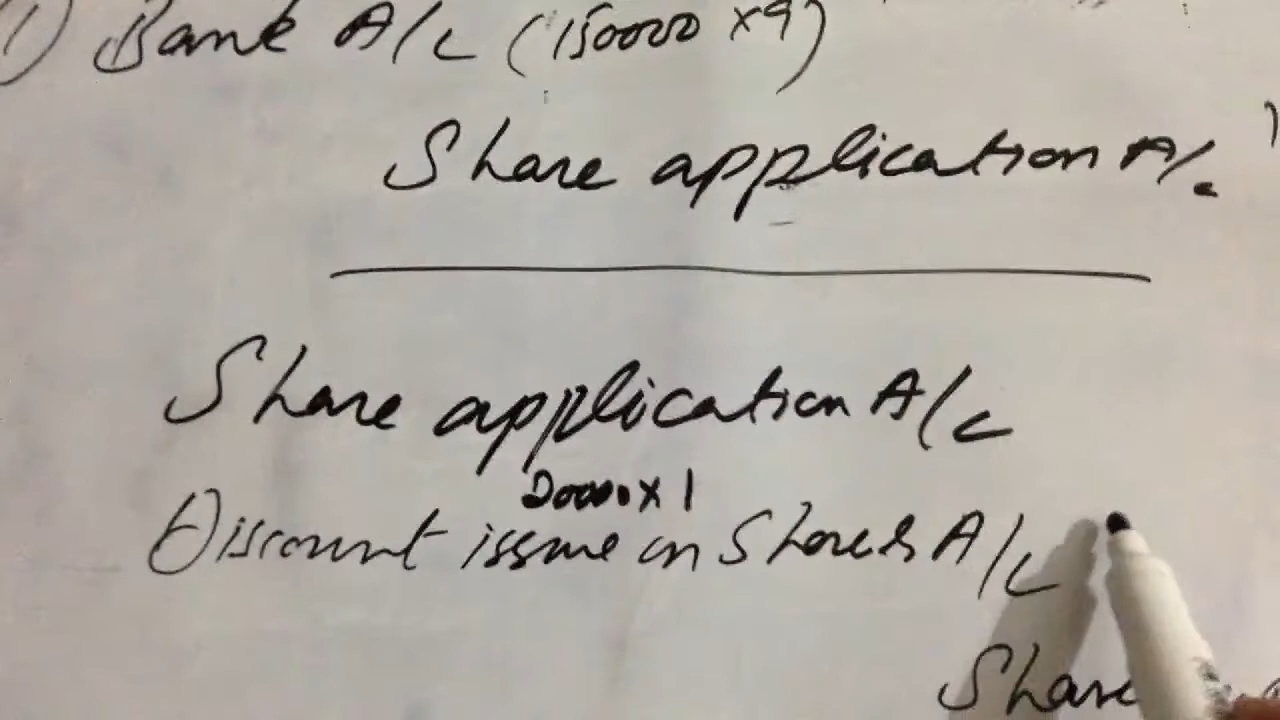 1) Bank A/c (150000 x 9)
Share application A/c
Share application A/c
20000 x 1
Discount issue on Shares A/c
Share